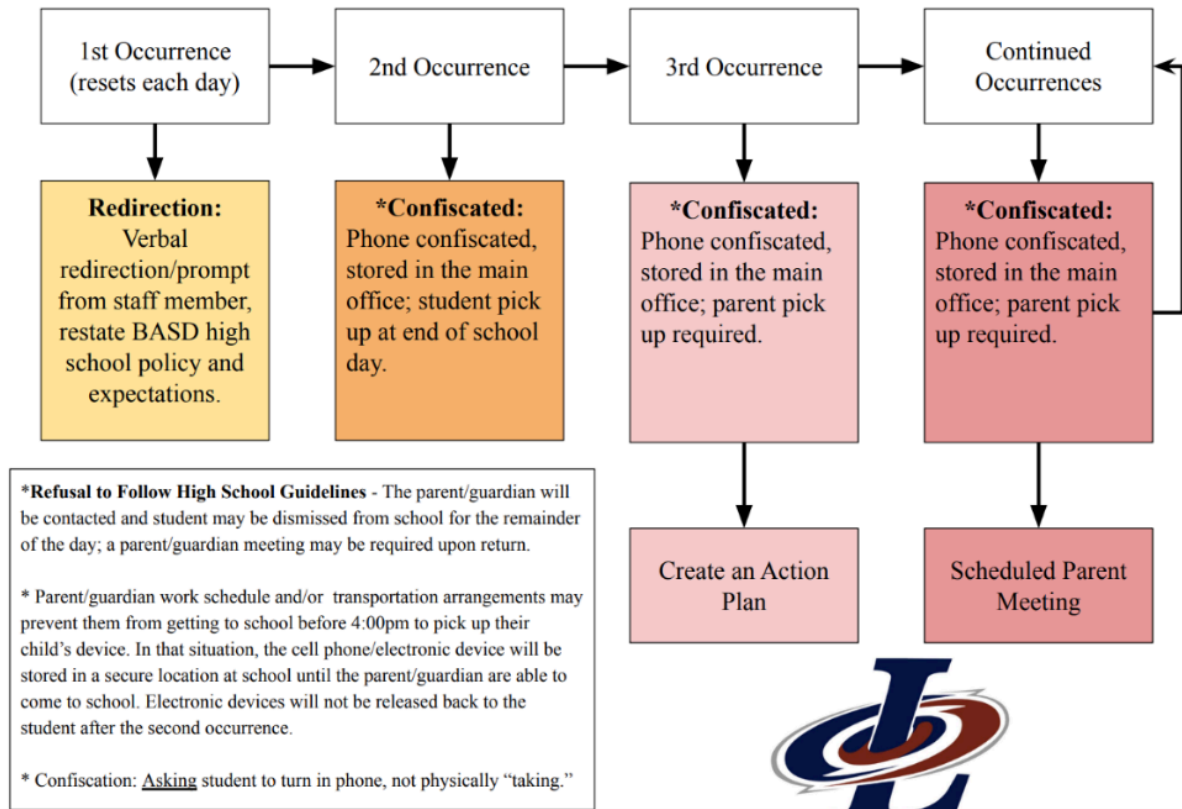 1st Occurrence
(resets each day)
2nd Occurrence
3rd Occurrence
Continued
Occurrences
Redirection:
Verbal
redirection/prompt
from staff member,
restate BASD high
school policy and
expectations.
*Confiscated:
Phone confiscated,
stored in the main
office; student pick
up at end of school
day.
*Confiscated:
Phone confiscated,
stored in the main
office; parent pick
up required.
*Confiscated:
Phone confiscated,
stored in the main
office; parent pick
up required.
Create an Action
Plan
Scheduled Parent
Meeting
*Refusal to Follow High School Guidelines - The parent/guardian will
be contacted and student may be dismissed from school for the remainder
of the day; a parent/guardian meeting may be required upon return.
* Parent/guardian work schedule and/or transportation arrangements may
prevent them from getting to school before 4:00pm to pick up their
child’s device. In that situation, the cell phone/electronic device will be
stored in a secure location at school until the parent/guardian are able to
come to school. Electronic devices will not be released back to the
student after the second occurrence.
* Confiscation: Asking student to turn in phone, not physically “taking.”
L